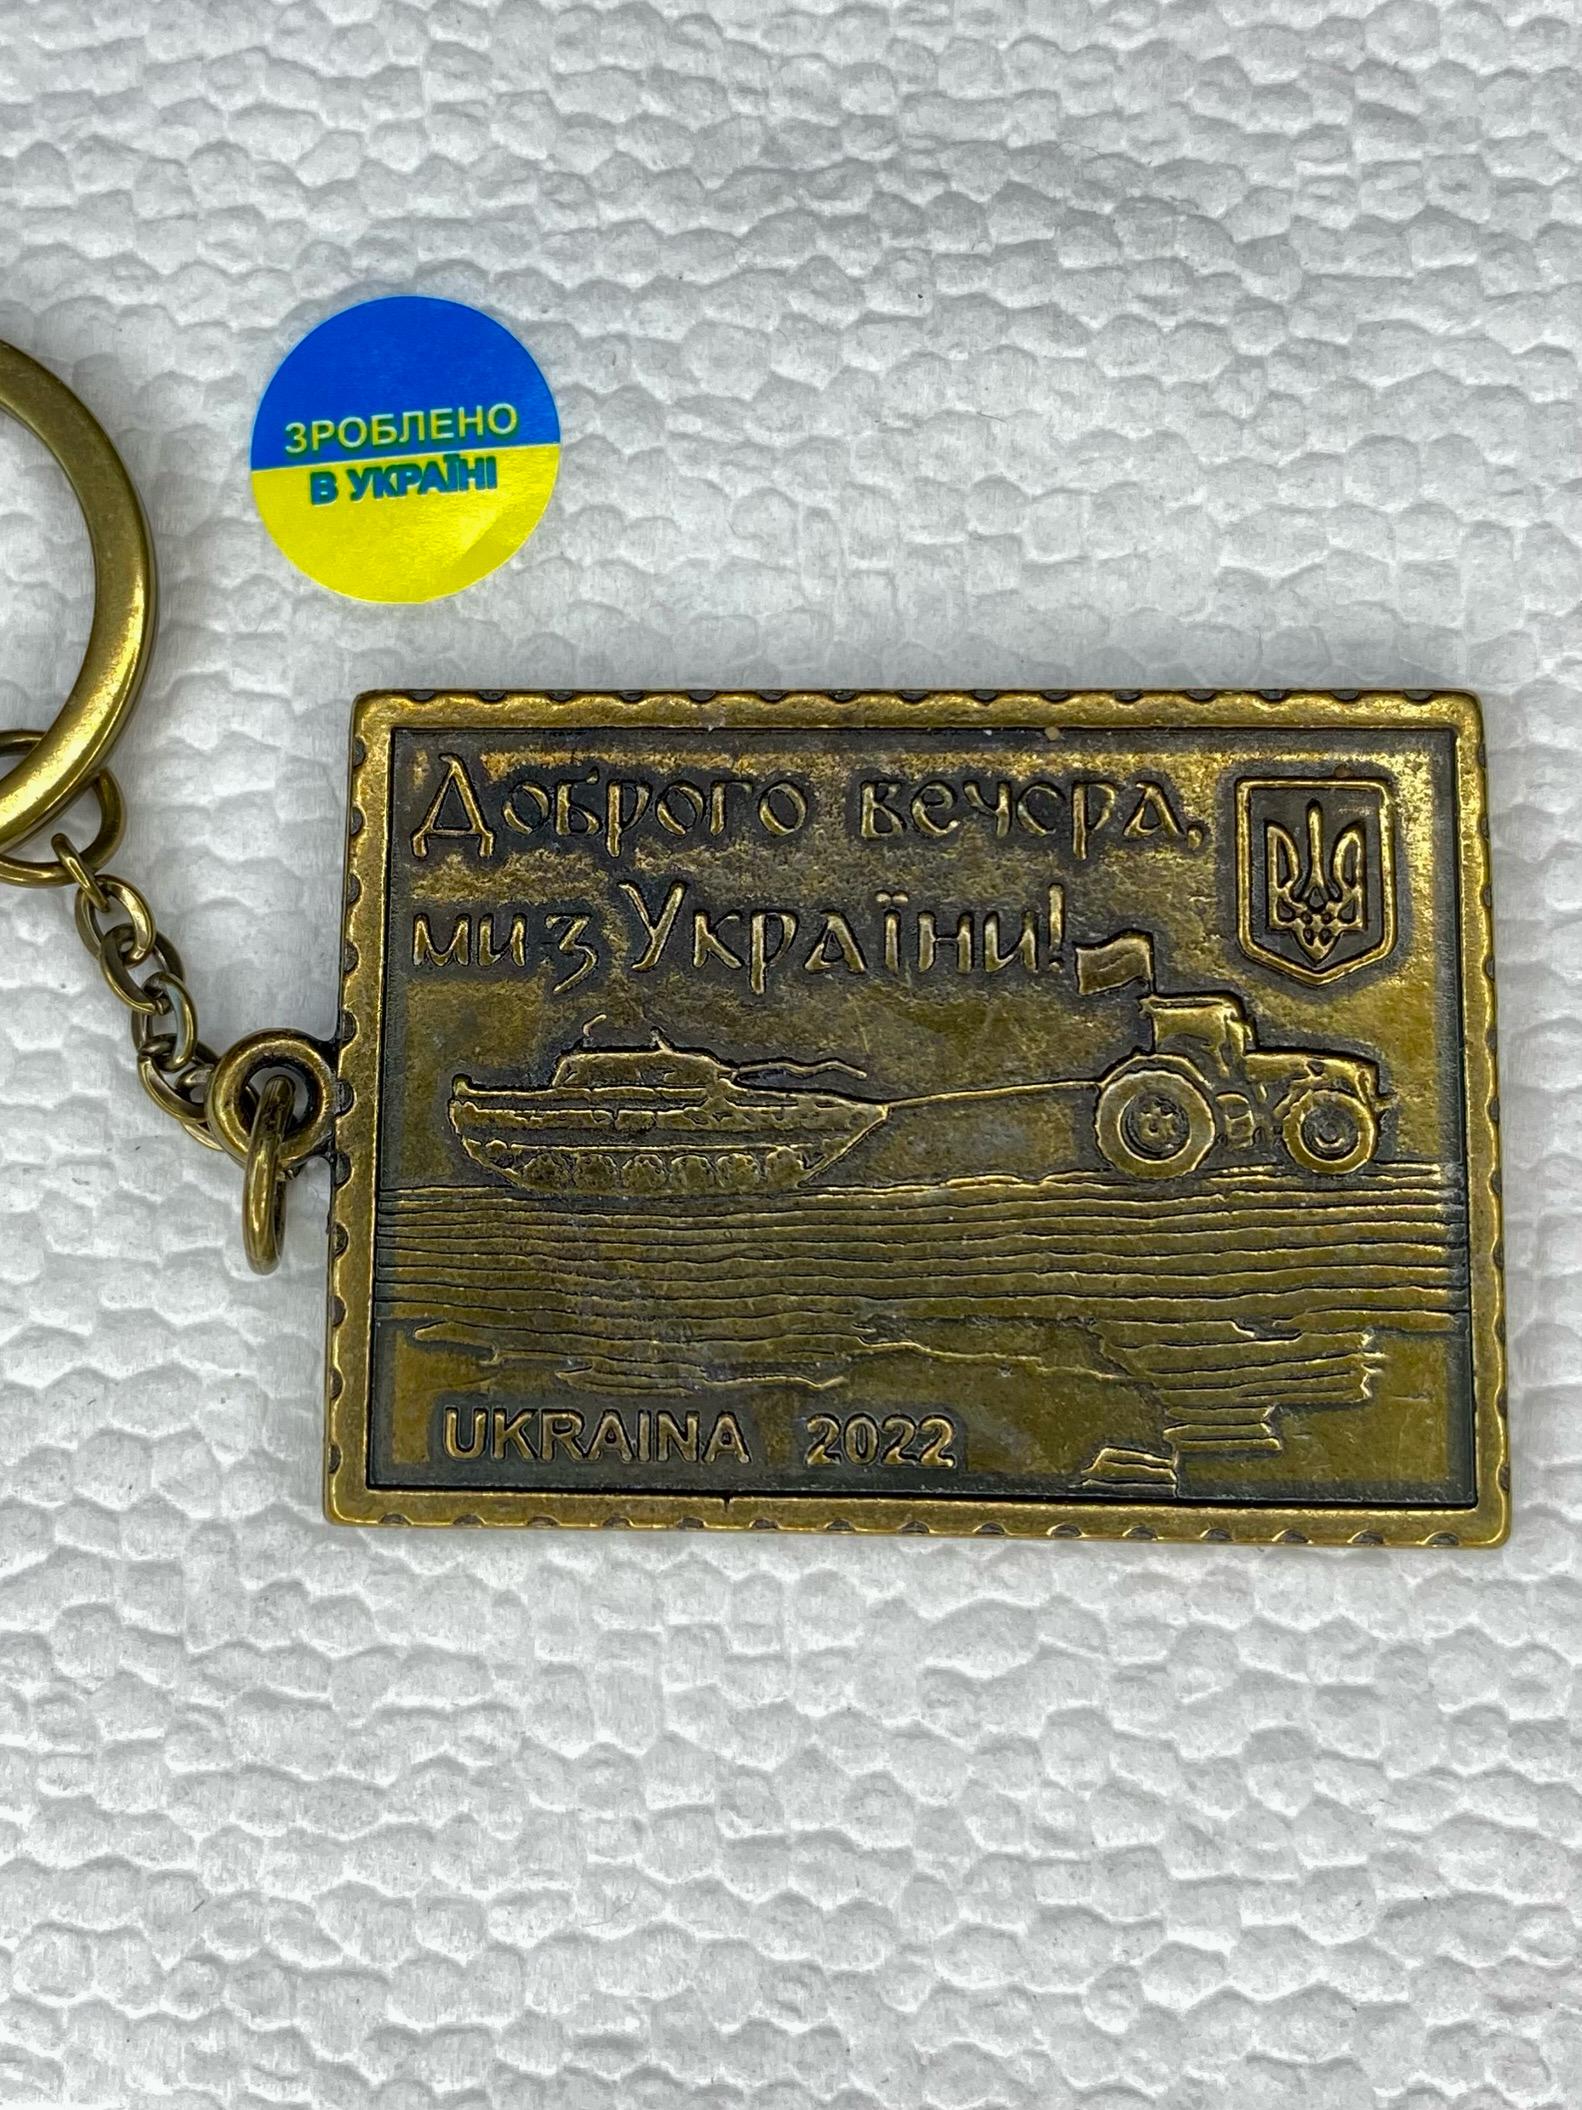 ЗРОБЛЕНО
В УКРАЇНІ
Доброго вечора,
ми з України!
UKRAINA 2022